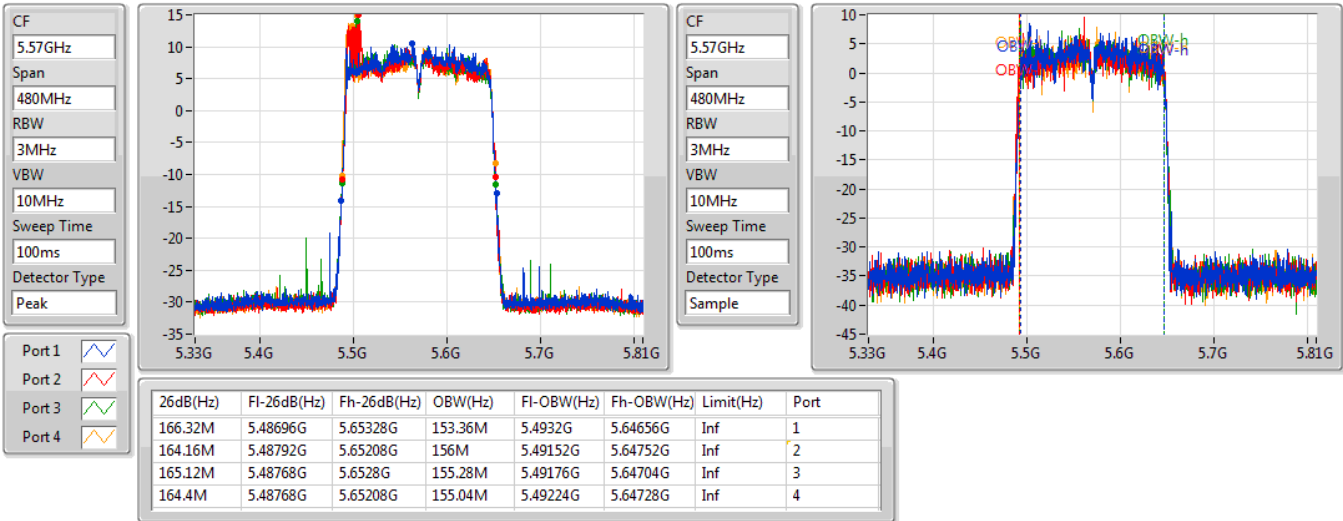 CF
5.57GHz
Span
480MHz
RBW
3MHz
VBW
10MHz
Sweep Time
100ms
Detector Type
Peak
15
10
5
0
-5
-10
-15
-20
-25
-30
-35
5.33G 5.4G 5.5G 5.6G 5.7G 5.81G
CF
5.57GHz
Span
480MHz
RBW
3MHz
VBW
10MHz
Sweep Time
100ms
Detector Type
Sample
10
5
0
-5
-10
-15
-20
-25
-30
-35
-40
-45
OBW-h
OBW-h
5.33G 5.4G 5.5G 5.6G 5.7G 5.81G
Port 1
Port 2
Port 3
Port 4
26dB(Hz) Fl-26dB(Hz) Fh-26dB(Hz) OBW(Hz) Fl-OBW(Hz) Fh-OBW(Hz) Limit(Hz) Port
166.32M 5.48696G 5.65328G 153.36M 5.4932G 5.64656G Inf 1
164.16M 5.48792G 5.65208G 156M 5.49152G 5.64752G Inf 2
165.12M 5.48768G 5.6528G 155.28M 5.49176G 5.64704G Inf 3
164.4M 5.48768G 5.65208G 155.04M 5.49224G 5.64728G Inf 4